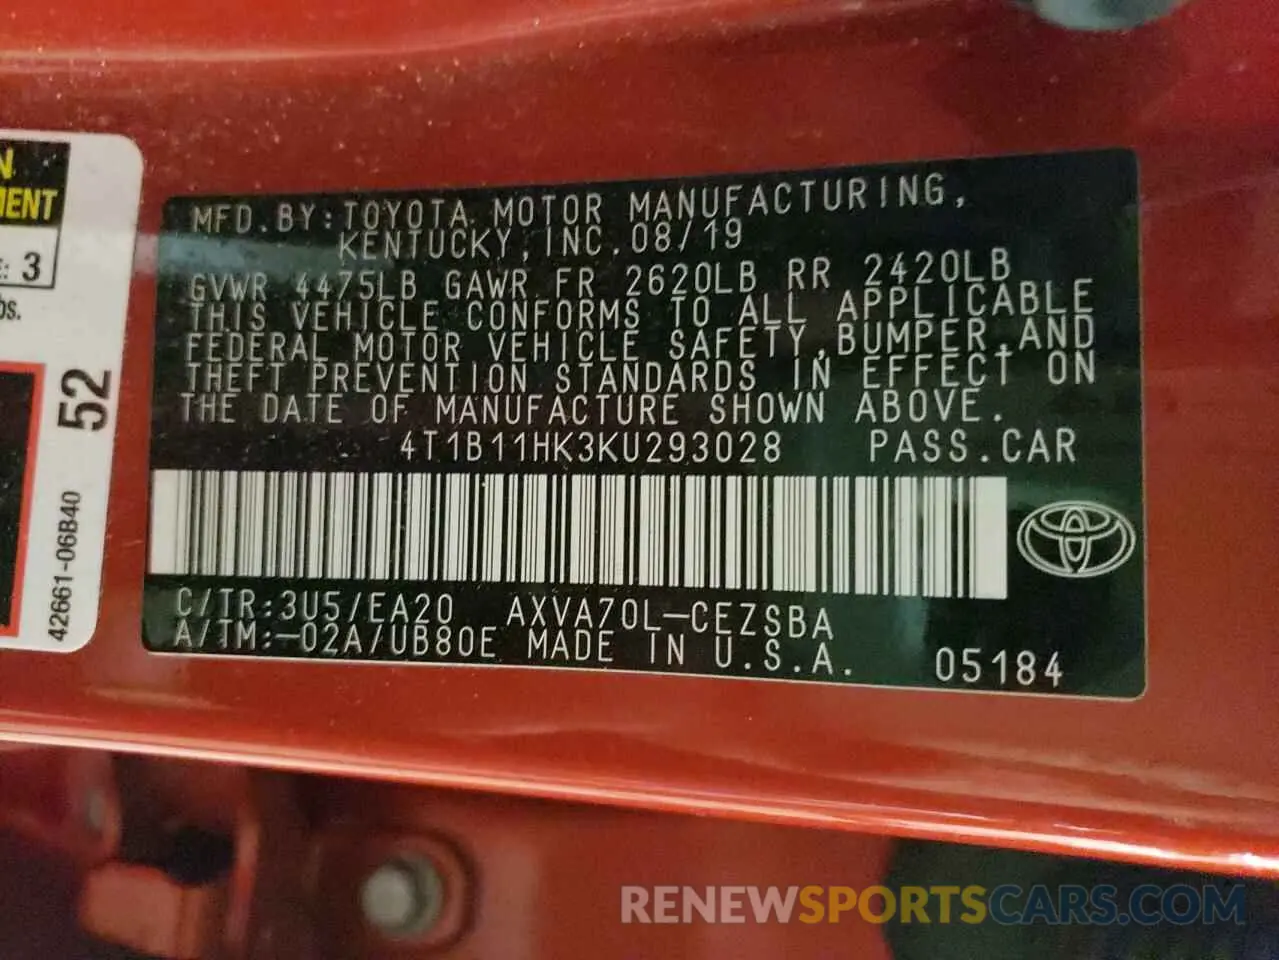 MFD.BY:TOYOTA MOTOR MANUFACTURING,
KENTUCKY, INC.08/19
GVWR 4475LB GAWR FR 2620LB RR 2420LB
THIS VEHICLE CONFORMS TO ALL APPLICABLE
FEDERAL MOTOR VEHICLE SAFETY,BUMPER,AND
THEFT PREVENTION STANDARDS IN EFFECT ON
THE DATE OF MANUFACTURE SHOWN ABOVE.
4T1B11HK3KU293028 PASS.CAR
C/TR:3U5/EA20 AXVA70L-CEZSBA
A/TM:-02A/UB80E MADE IN U.S.A. 05184
3
52
42661-06B40
RENEWSPORTSCARS.COM